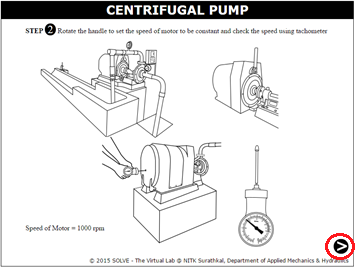 CENTRIFUGAL PUMP
STEP 2 Rotate the handle to set the speed of motor to be constant and check the speed using tachometer
Speed of Motor = 1000 rpm
© 2015 SOLVE - The Virtual Lab @ NITK Surathkal, Department of Applied Mechanics & Hydraulics